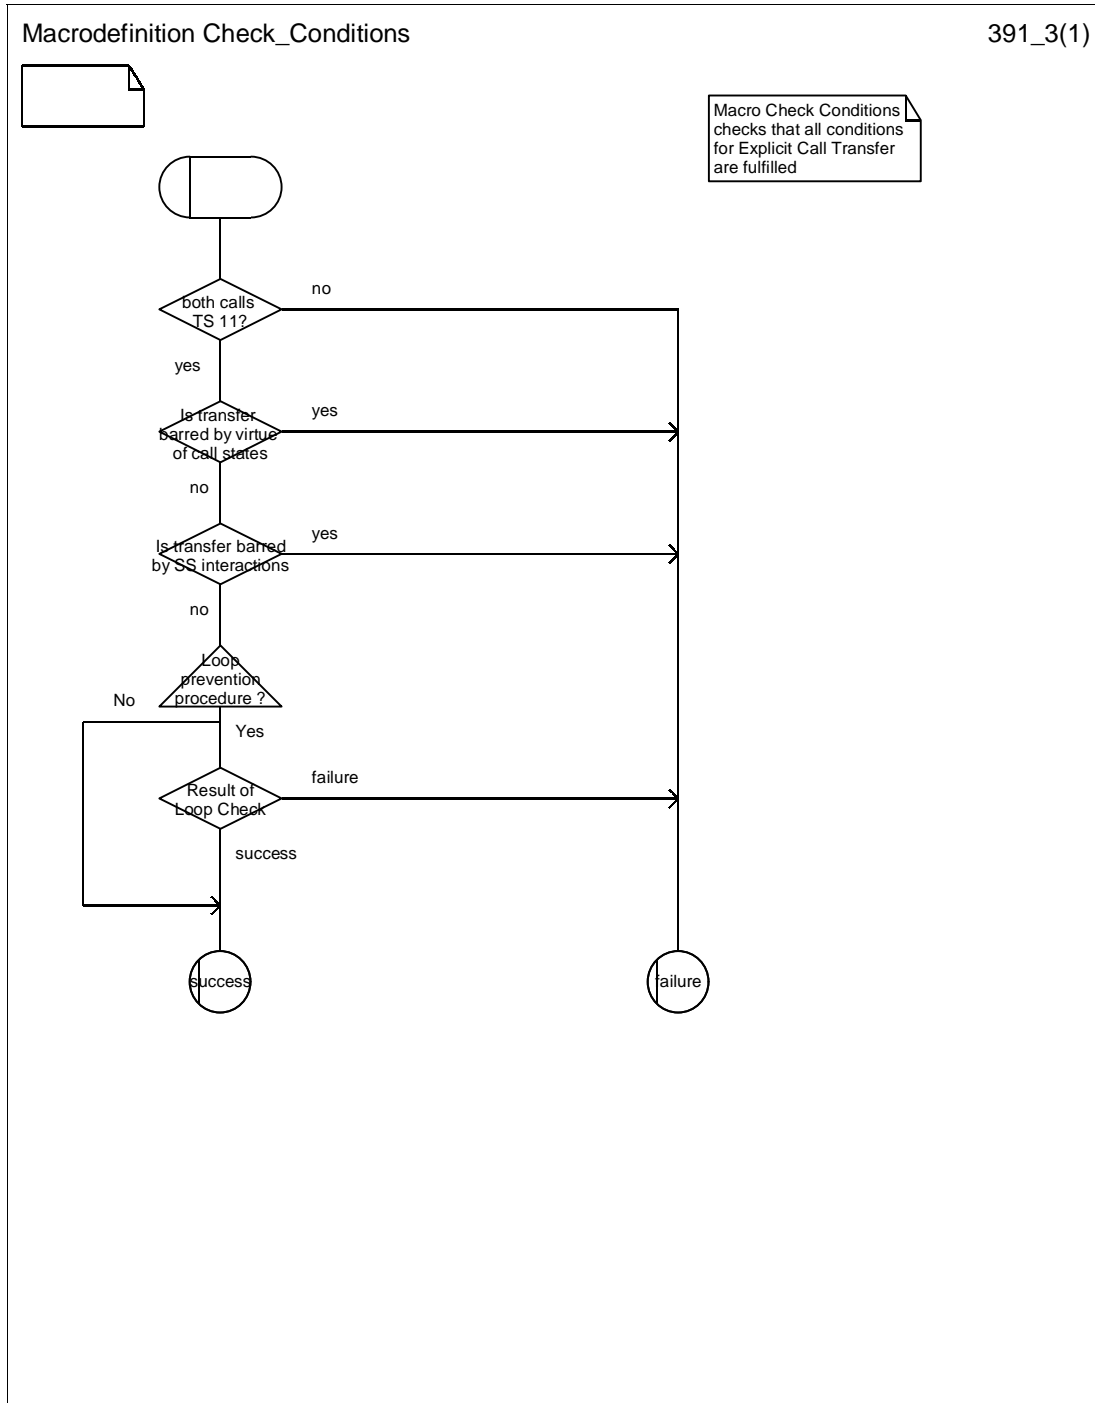 Macrodefinition Check_Conditions
391_3(1)
Macro Check Conditions
checks that all conditions
for Explicit Call Transfer
are fulfilled
both calls
TS 11?
no
yes
Is transfer
barred by virtue
of call states
yes
no
Is transfer barred
by SS interactions
yes
no
Loop
prevention
procedure ?
No
Yes
Result of
Loop Check
failure
success
success
failure